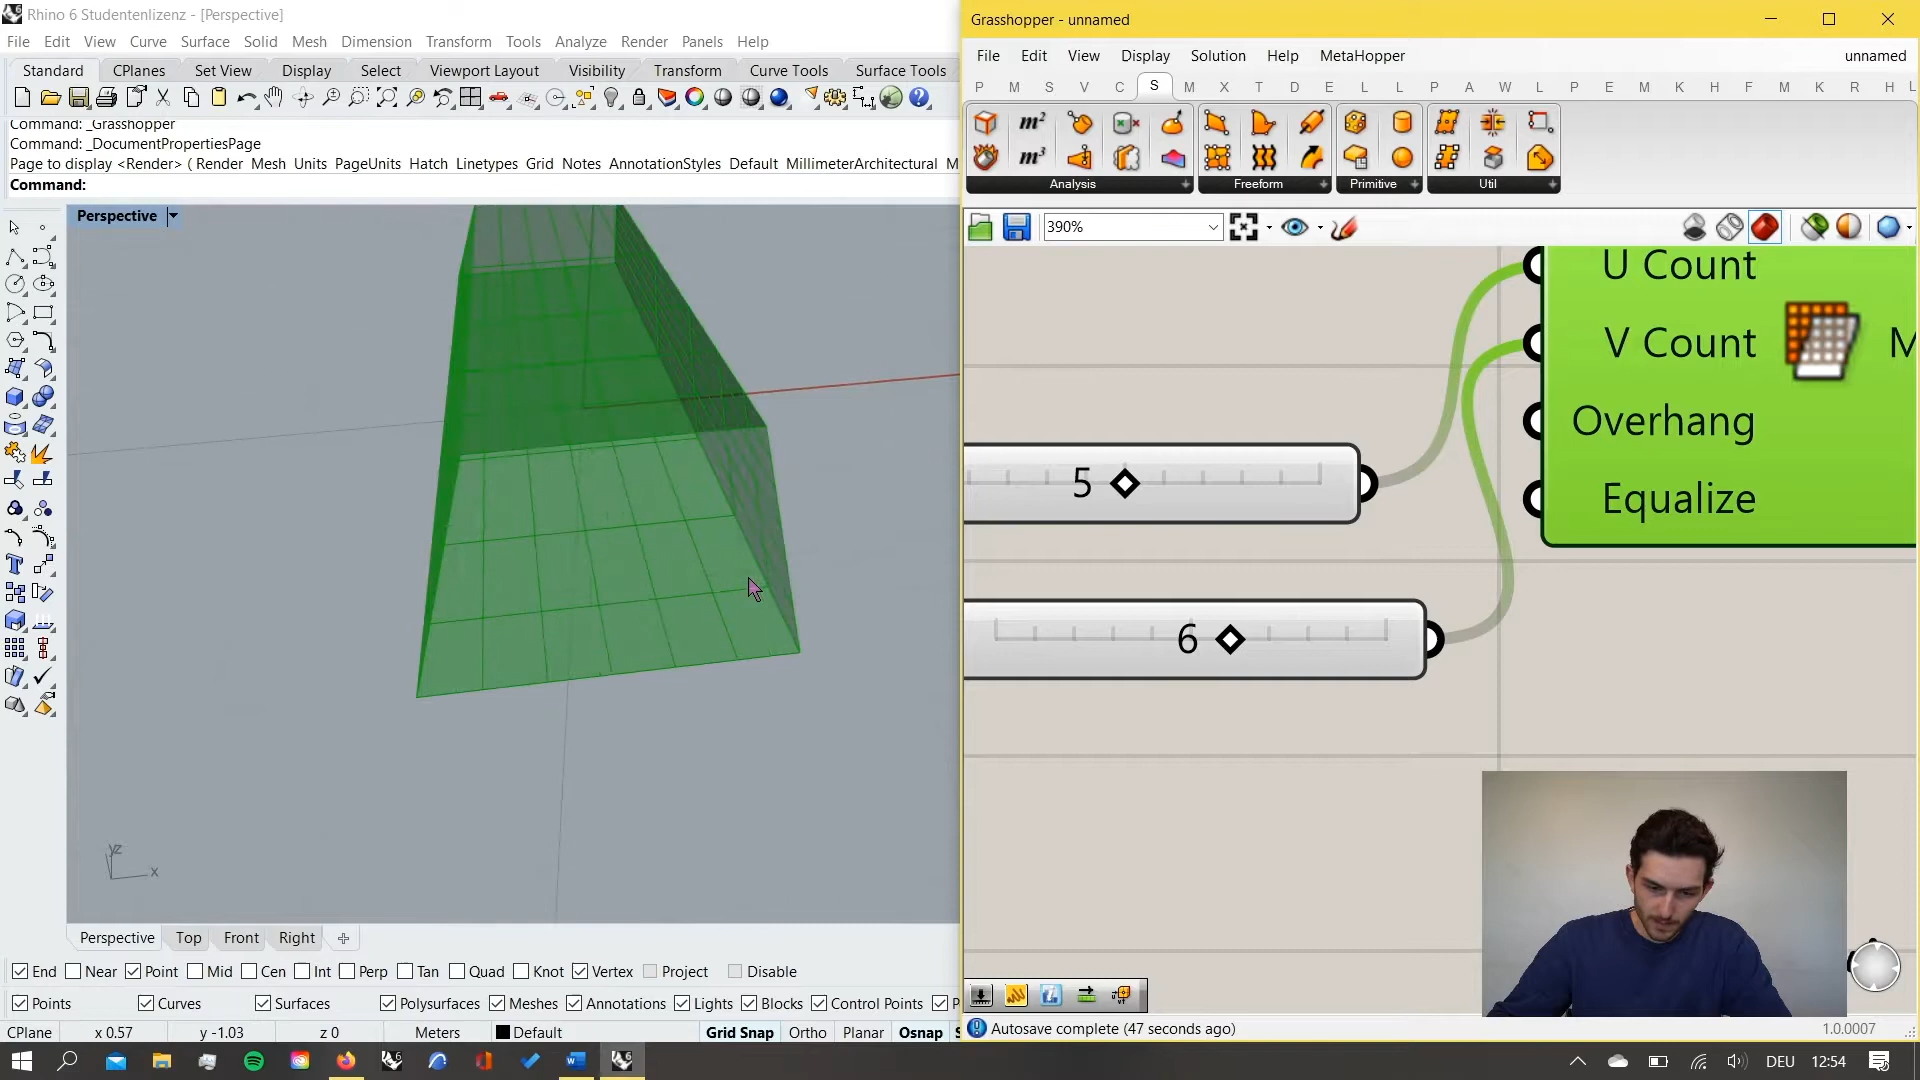 Rhino 6 Studentenlizenz - [Perspective]
File Edit View Curve Surface Solid Mesh Dimension Transform Tools Analyze Render Panels Help
Standard CPlanes Set View Display Select Viewport Layout Visibility Transform Curve Tools Surface Tools
Command: _Grasshopper
Command: _DocumentPropertiesPage
Page to display <Render> ( Render Mesh Units PageUnits Hatch Linetypes Grid Notes AnnotationStyles Default MillimeterArchitectural M
Command:
Perspective
yz
x
Perspective Top Front Right
End Near Point Mid Cen Int Perp Tan Quad Knot Vertex Project Disable
Points Curves Surfaces Polysurfaces Meshes Annotations Lights Blocks Control Points P
CPlane x 0.57 y -1.03 z 0 Meters Default Grid Snap Ortho Planar Osnap S
Grasshopper - unnamed
File Edit View Display Solution Help MetaHopper unnamed
P M S V C S M X T D E L L P A W L P E M K H F M K R H L
m² m³
Analysis Freeform Primitive Util
390%
U Count
V Count M
Overhang
Equalize
5
6
Autosave complete (47 seconds ago) 1.0.0007
DEU 12:54